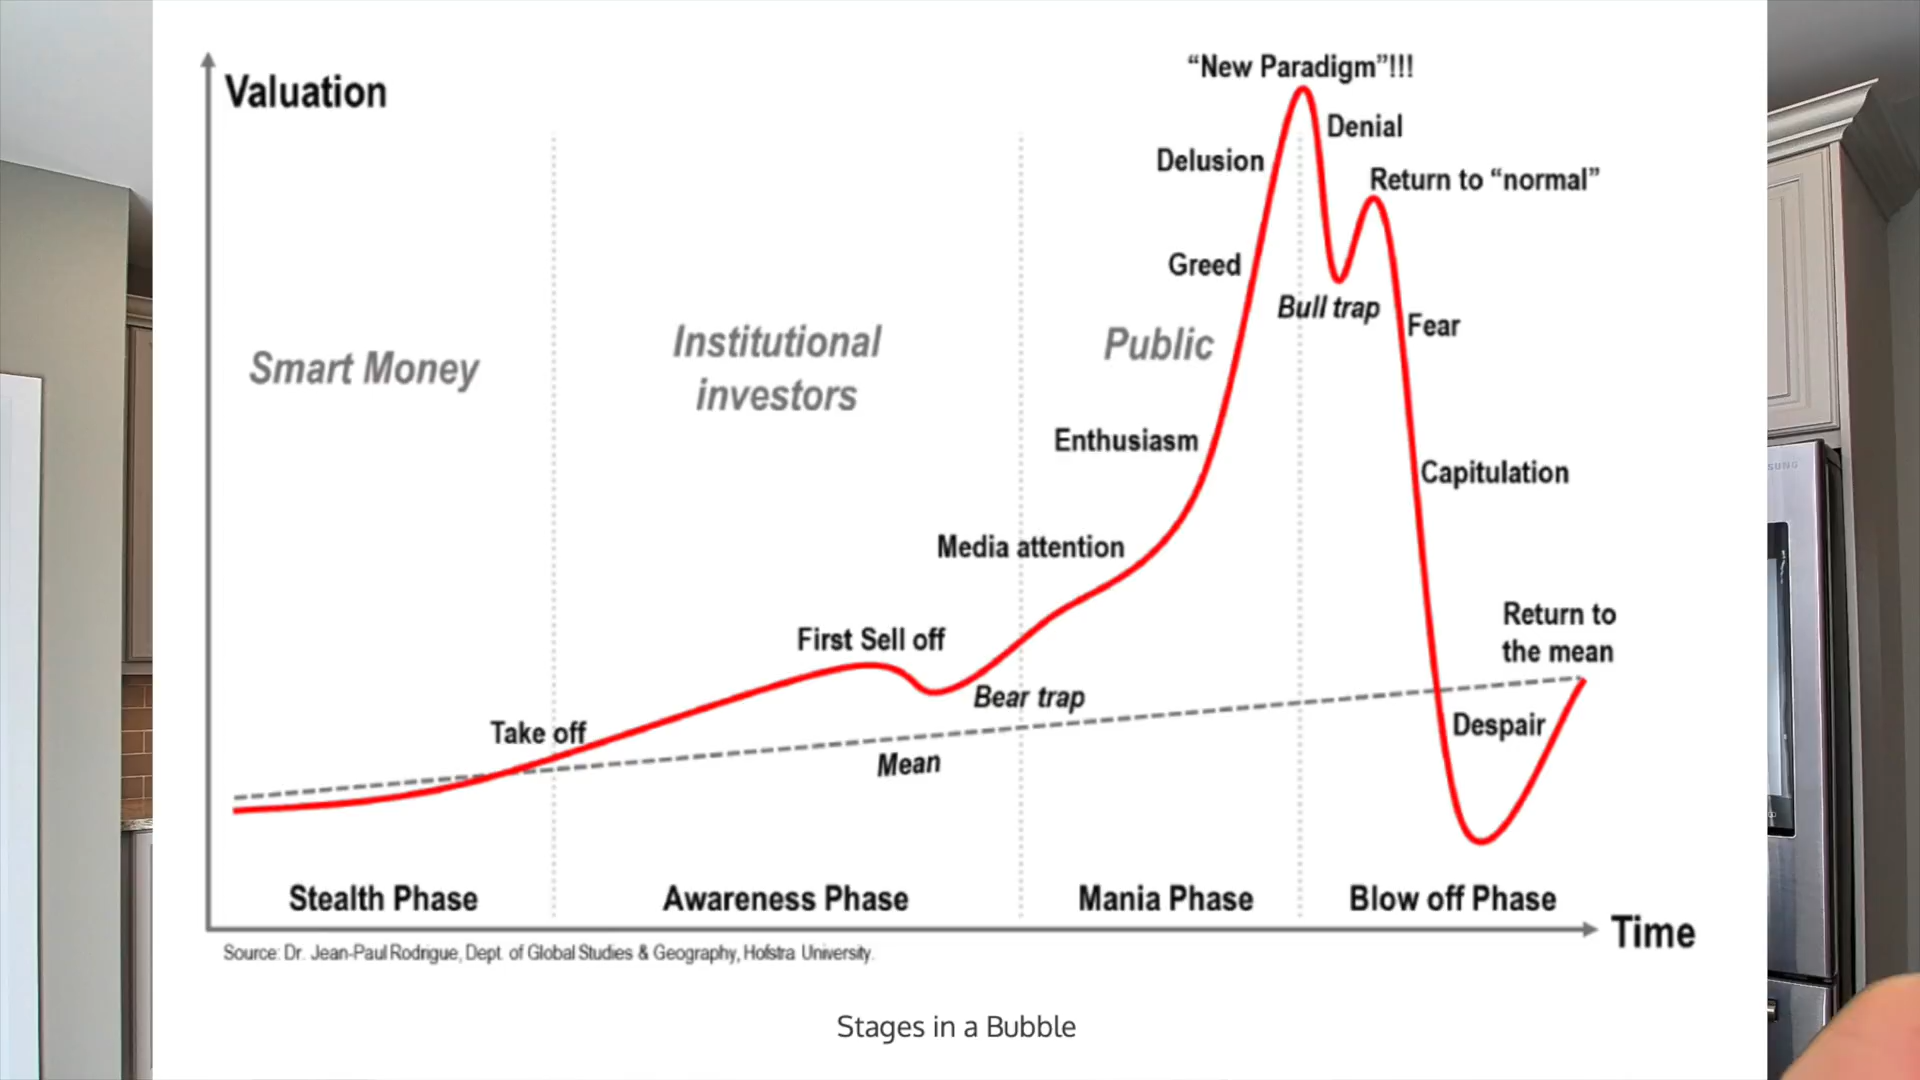 Valuation
“New Paradigm”!!!
Denial
Delusion
Return to “normal”
Greed
Bull trap
Fear
Smart Money
Institutional
investors
Public
Enthusiasm
Capitulation
Media attention
First Sell off
Bear trap
Return to
the mean
Take off
Mean
Despair
Stealth Phase
Awareness Phase
Mania Phase
Blow off Phase
Time
Source: Dr. Jean-Paul Rodrigue, Dept. of Global Studies & Geography, Hofstra University.
Stages in a Bubble